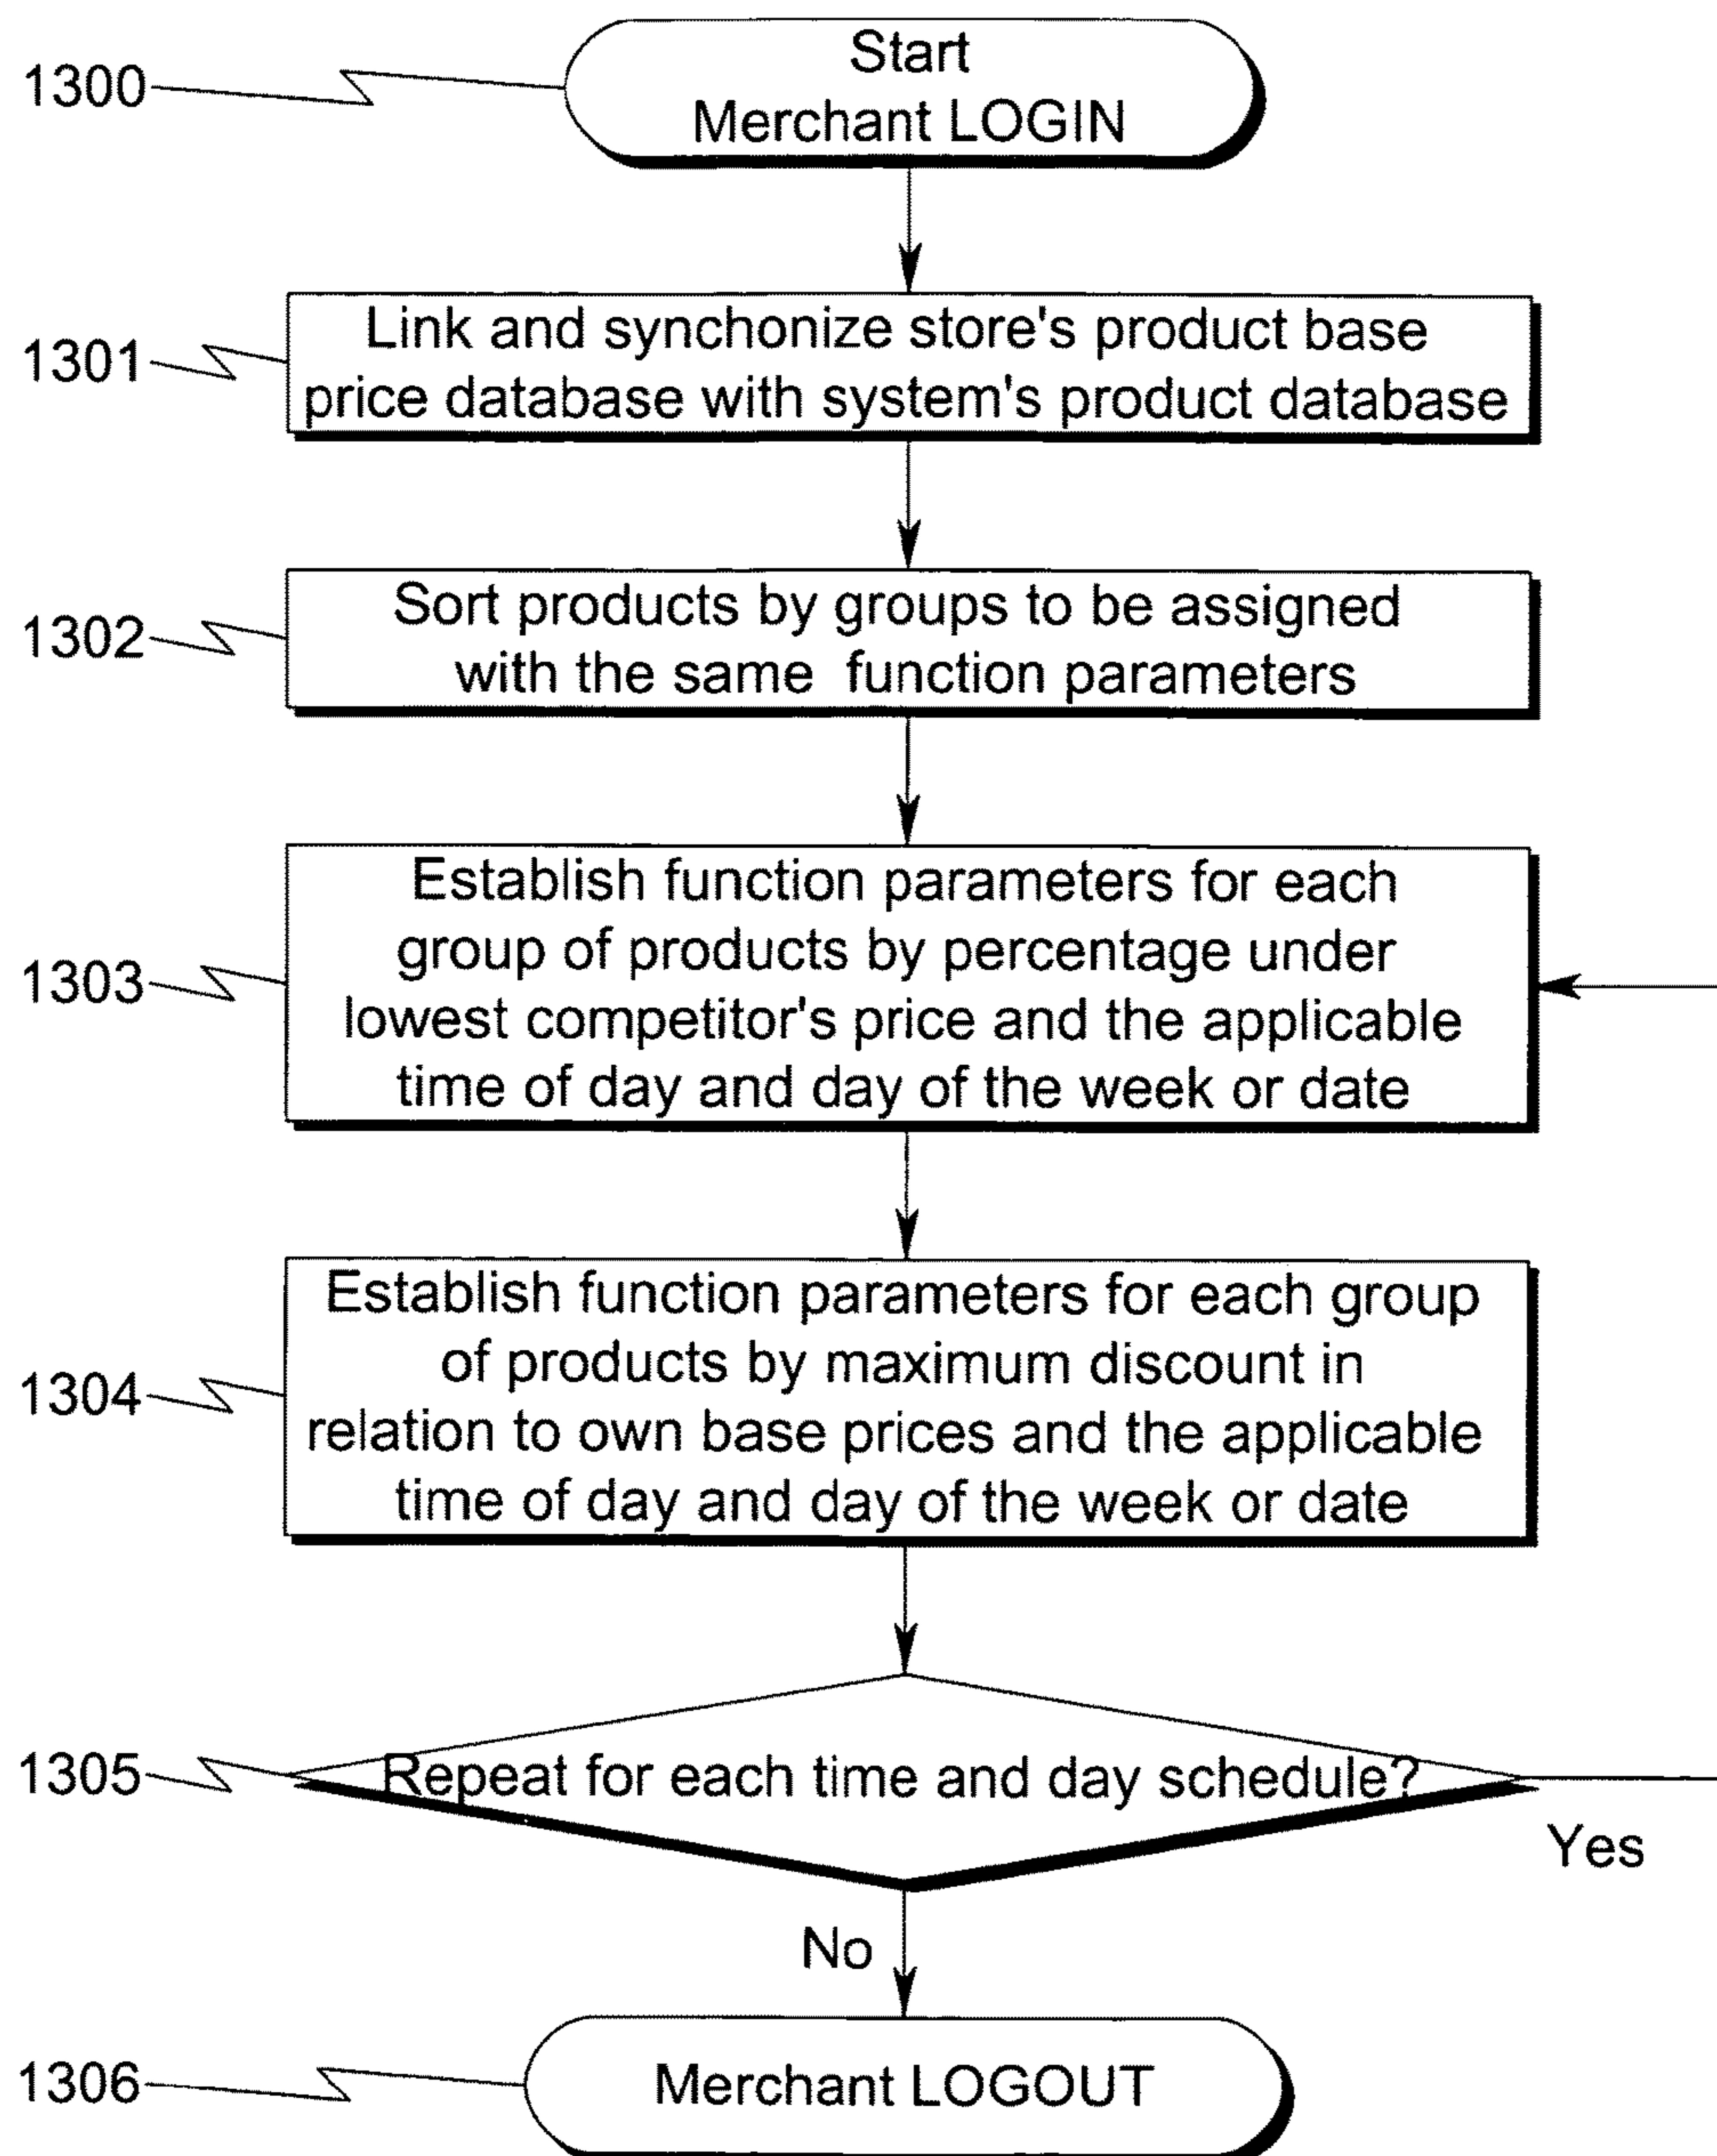 1300
Start
Merchant LOGIN
1301
Link and synchonize store's product base
price database with system's product database
1302
Sort products by groups to be assigned
with the same function parameters
1303
Establish function parameters for each
group of products by percentage under
lowest competitor's price and the applicable
time of day and day of the week or date
1304
Establish function parameters for each group
of products by maximum discount in
relation to own base prices and the applicable
time of day and day of the week or date
1305
Repeat for each time and day schedule?
Yes
No
1306
Merchant LOGOUT